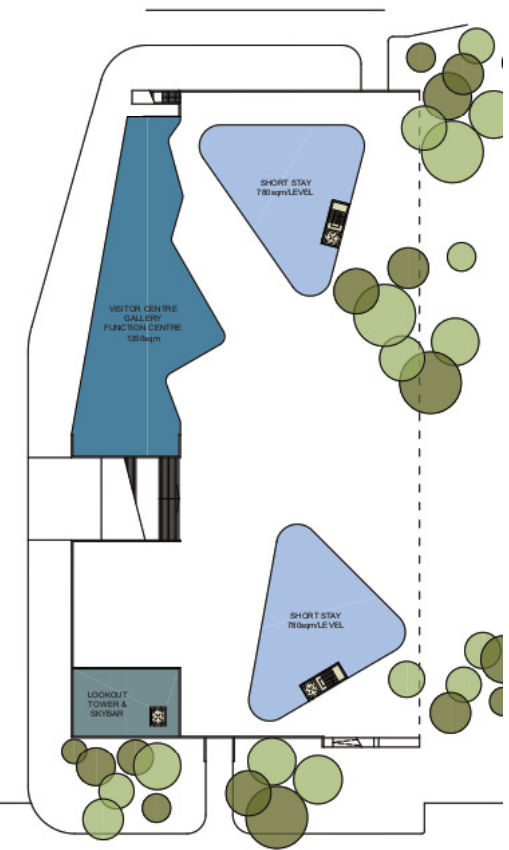 SHORT STAY
780sqm/LEVEL
VISITOR CENTRE
GALLERY
FUNCTION CENTRE
1350sqm
SHORT STAY
780sqm/LEVEL
LOOKOUT
TOWER &
SKYBAR